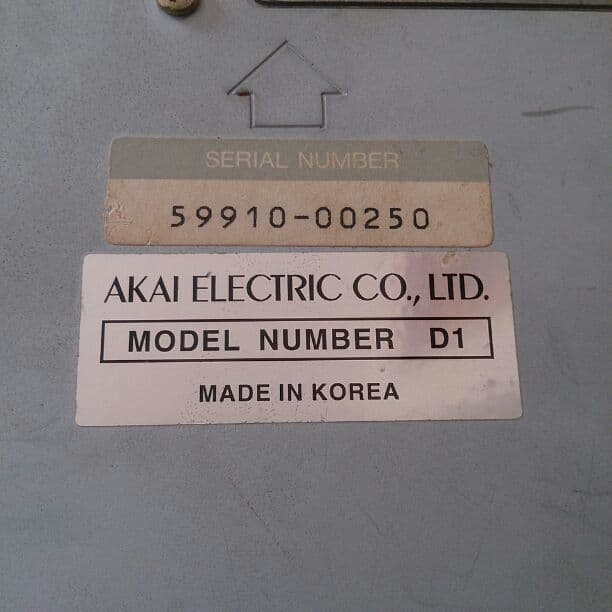 SERIAL NUMBER
59910-00250
AKAI ELECTRIC CO., LTD.
MODEL NUMBER D1
MADE IN KOREA